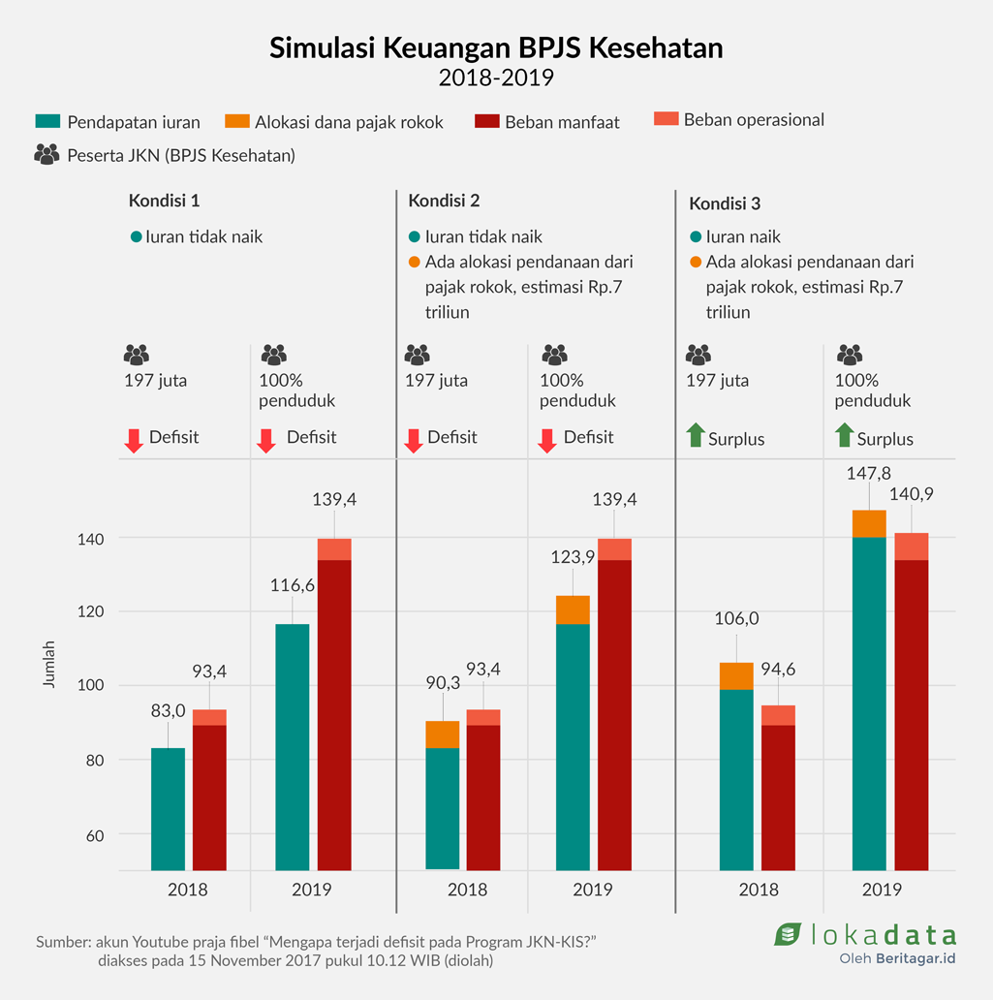 Simulasi Keuangan BPJS Kesehatan
2018-2019
Pendapatan iuran
Alokasi dana pajak rokok
Beban manfaat
Beban operasional
Peserta JKN (BPJS Kesehatan)
Kondisi 1
Iuran tidak naik
Kondisi 2
Iuran tidak naik
Ada alokasi pendanaan dari
pajak rokok, estimasi Rp.7
triliun
Kondisi 3
Iuran naik
Ada alokasi pendanaan dari
pajak rokok, estimasi Rp.7
triliun
197 juta
100%
penduduk
197 juta
100%
penduduk
197 juta
100%
penduduk
Defisit
Defisit
Defisit
Defisit
Surplus
Surplus
Jumlah
140
120
100
80
60
83,0
93,4
116,6
139,4
90,3
93,4
123,9
139,4
106,0
94,6
147,8
140,9
2018
2019
2018
2019
2018
2019
Sumber: akun Youtube praja fibel “Mengapa terjadi defisit pada Program JKN-KIS?”
diakses pada 15 November 2017 pukul 10.12 WIB (diolah)
lokadata
Oleh Beritagar.id